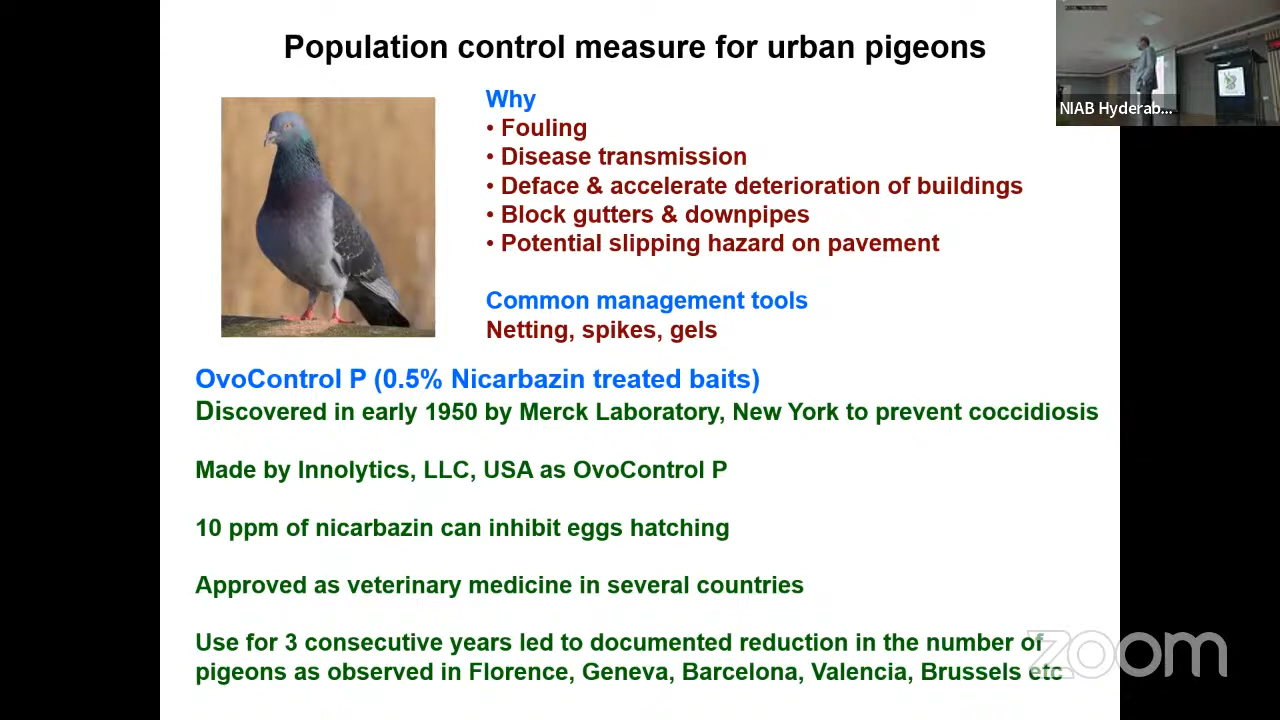 Population control measure for urban pigeons
NIAB Hyderab...
Why
• Fouling
• Disease transmission
• Deface & accelerate deterioration of buildings
• Block gutters & downpipes
• Potential slipping hazard on pavement
Common management tools
Netting, spikes, gels
OvoControl P (0.5% Nicarbazin treated baits)
Discovered in early 1950 by Merck Laboratory, New York to prevent coccidiosis
Made by Innolytics, LLC, USA as OvoControl P
10 ppm of nicarbazin can inhibit eggs hatching
Approved as veterinary medicine in several countries
Use for 3 consecutive years led to documented reduction in the number of
pigeons as observed in Florence, Geneva, Barcelona, Valencia, Brussels etc
zoom